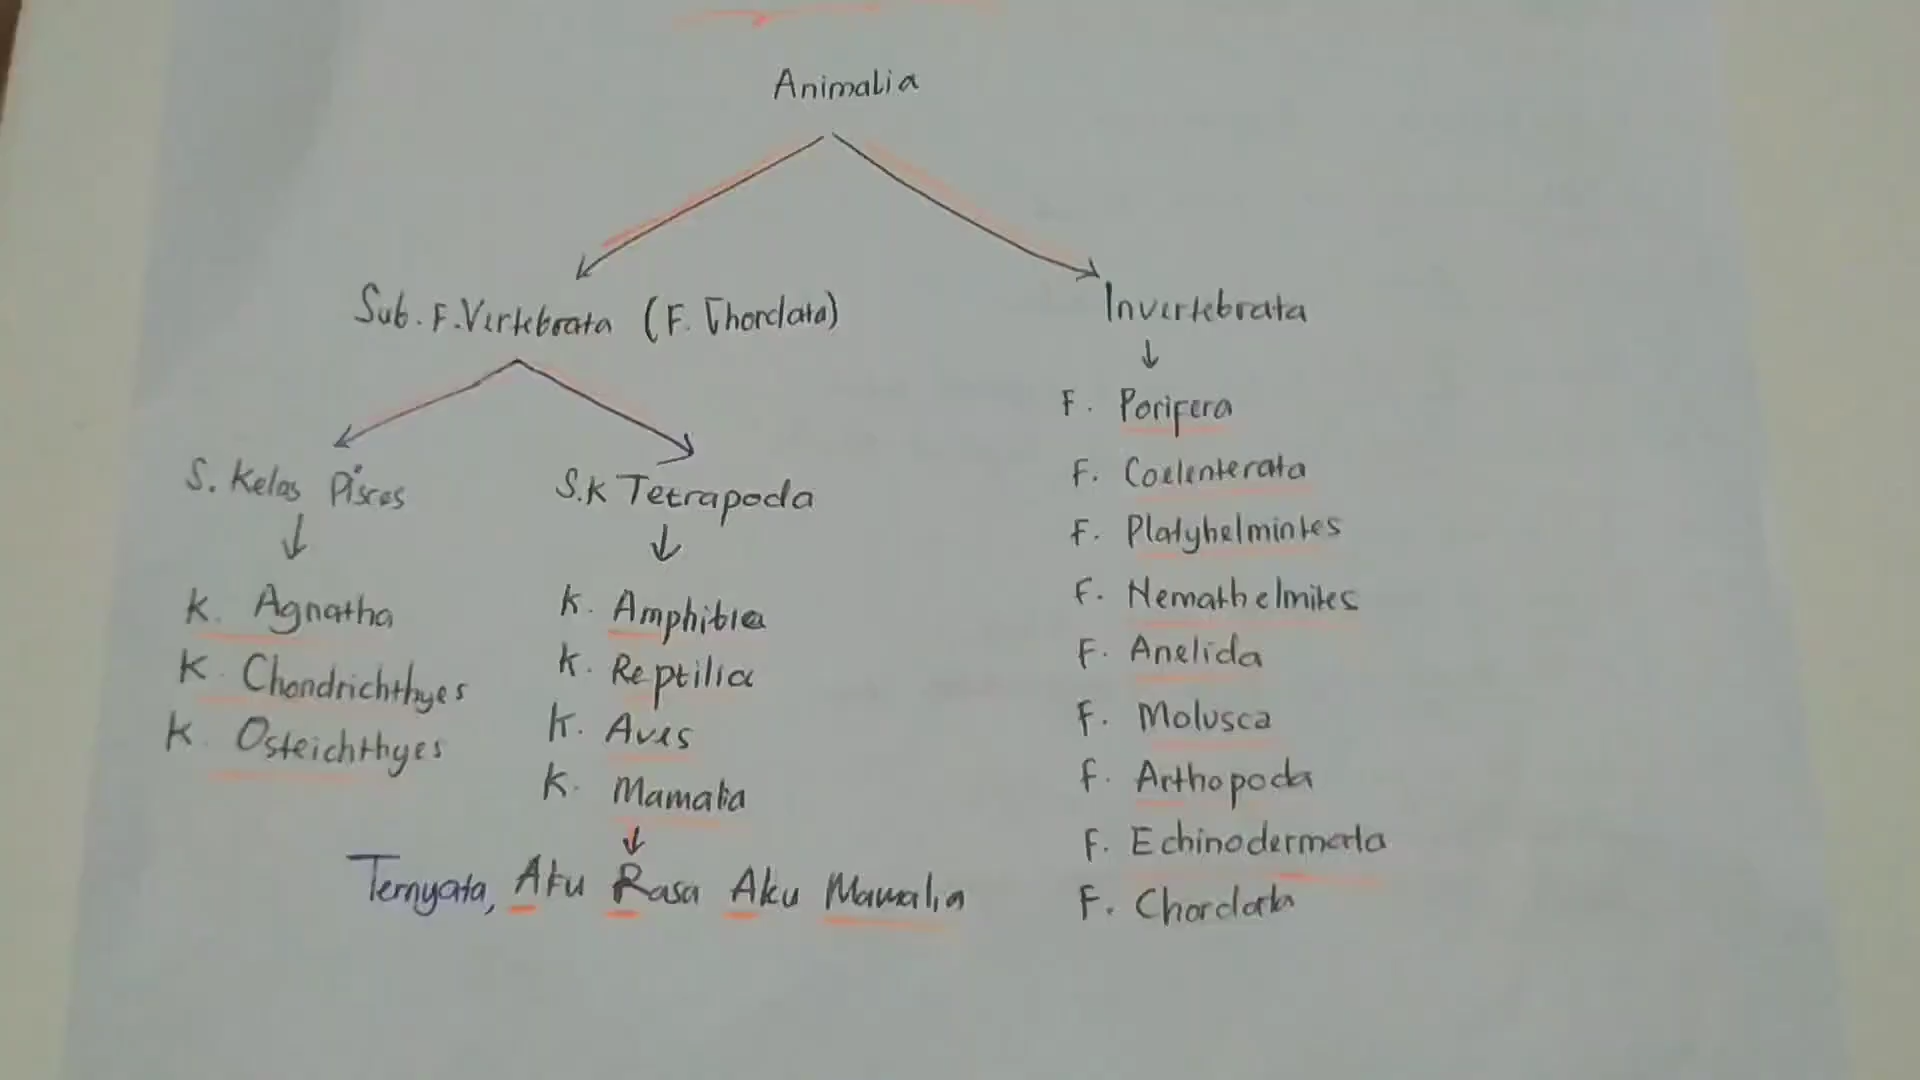 Animalia
Sub. F. Vertebrata (F. Chordata)
S. Kelas Pisces
K. Agnatha
K. Chondrichthyes
K. Osteichthyes
S.K Tetrapoda
K. Amphibia
K. Reptilia
K. Aves
K. Mamalia
Ternyata, Aku Rasa Aku Mamalia
Invertebrata
F. Porifera
F. Coelenterata
F. Platyhelmintes
F. Nemathelmites
F. Anelida
F. Molusca
F. Arthopoda
F. Echinodermata
F. Chordata